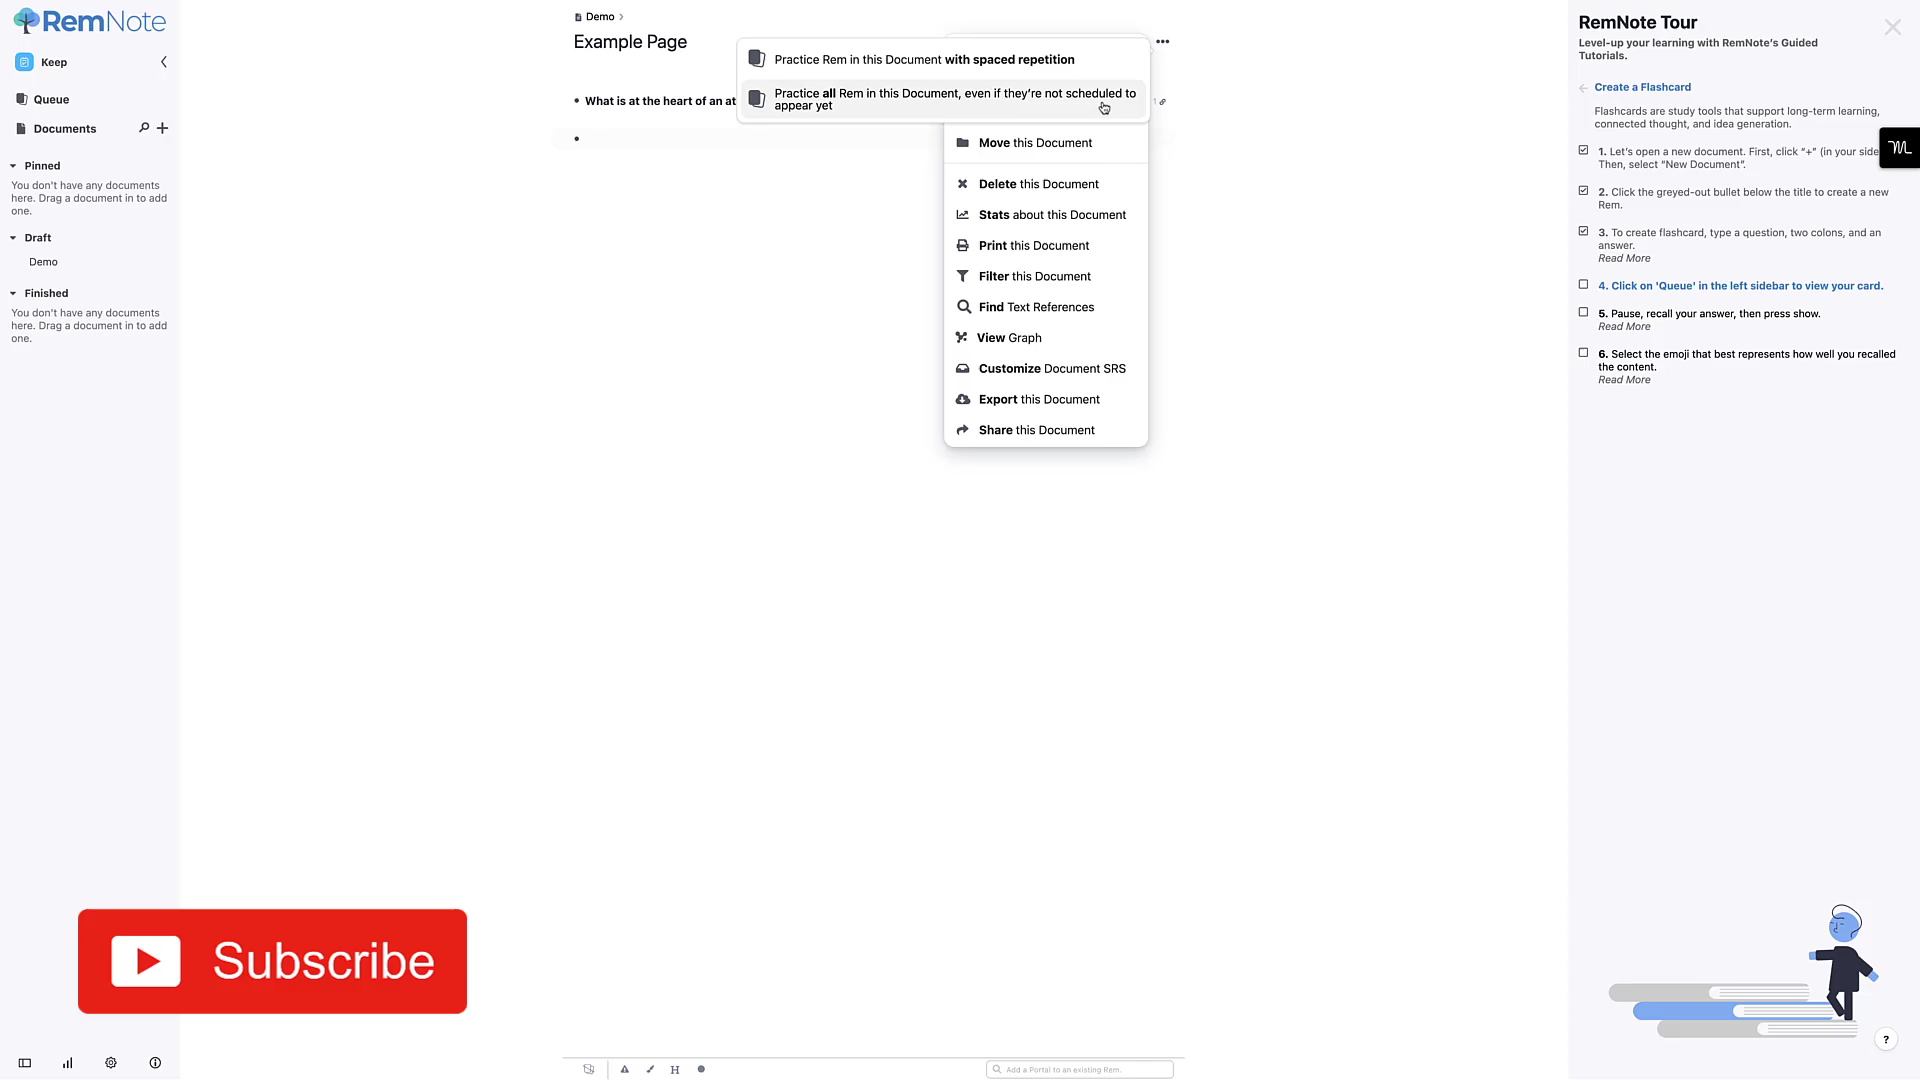 RemNote
Keep
Queue
Documents
Pinned
You don't have any documents
here. Drag a document in to add
one.
Draft
Demo
Finished
You don't have any documents
here. Drag a document in to add
one.
Demo
Example Page
What is at the heart of an at
1
Practice Rem in this Document with spaced repetition
Practice all Rem in this Document, even if they're not scheduled to
appear yet
Move this Document
Delete this Document
Stats about this Document
Print this Document
Filter this Document
Find Text References
View Graph
Customize Document SRS
Export this Document
Share this Document
H
Add a Portal to an existing Rem.
Subscribe
RemNote Tour
Level-up your learning with RemNote's Guided
Tutorials.
Create a Flashcard
Flashcards are study tools that support long-term learning,
connected thought, and idea generation.
1. Let's open a new document. First, click "+" (in your side
Then, select "New Document".
2. Click the greyed-out bullet below the title to create a new
Rem.
3. To create flashcard, type a question, two colons, and an
answer.
Read More
4. Click on 'Queue' in the left sidebar to view your card.
5. Pause, recall your answer, then press show.
Read More
6. Select the emoji that best represents how well you recalled
the content.
Read More
?